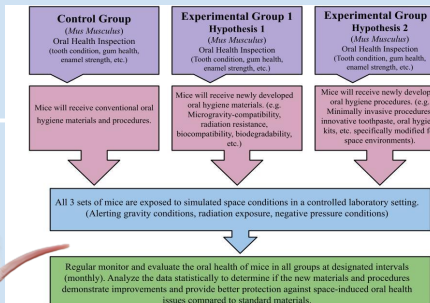 Control Group
(Mus Musculus)
Oral Health Inspection
(tooth condition, gum health,
enamel strength, etc.)
Experimental Group 1
Hypothesis 1
(Mus Musculus)
Oral Health Inspection
(Tooth condition, gum health,
enamel strength, etc.)
Experimental Group
Hypothesis 2
(Mus Musculus)
Oral Health Inspection
(Tooth condition, gum health,
enamel strength, etc.)
Mice will receive conventional oral
hygiene materials and procedures.
Mice will receive newly developed
oral hygiene materials. (e.g.
Microgravity-compatibility,
radiation resistance,
biocompatibility, biodegradability,
etc.)
Mice will receive newly develop
oral hygiene procedures. (e.g.
Minimally invasive procedures
innovative toothpaste, oral hygie
kits, etc. specifically modified f
space environments).
All 3 sets of mice are exposed to simulated space conditions in a controlled laboratory setting.
(Alerting gravity conditions, radiation exposure, negative pressure conditions)
Regular monitor and evaluate the oral health of mice in all groups at designated intervals
(monthly). Analyze the data statistically to determine if the new materials and procedures
demonstrate improvements and provide better protection against space-induced oral health
issues compared to standard materials.